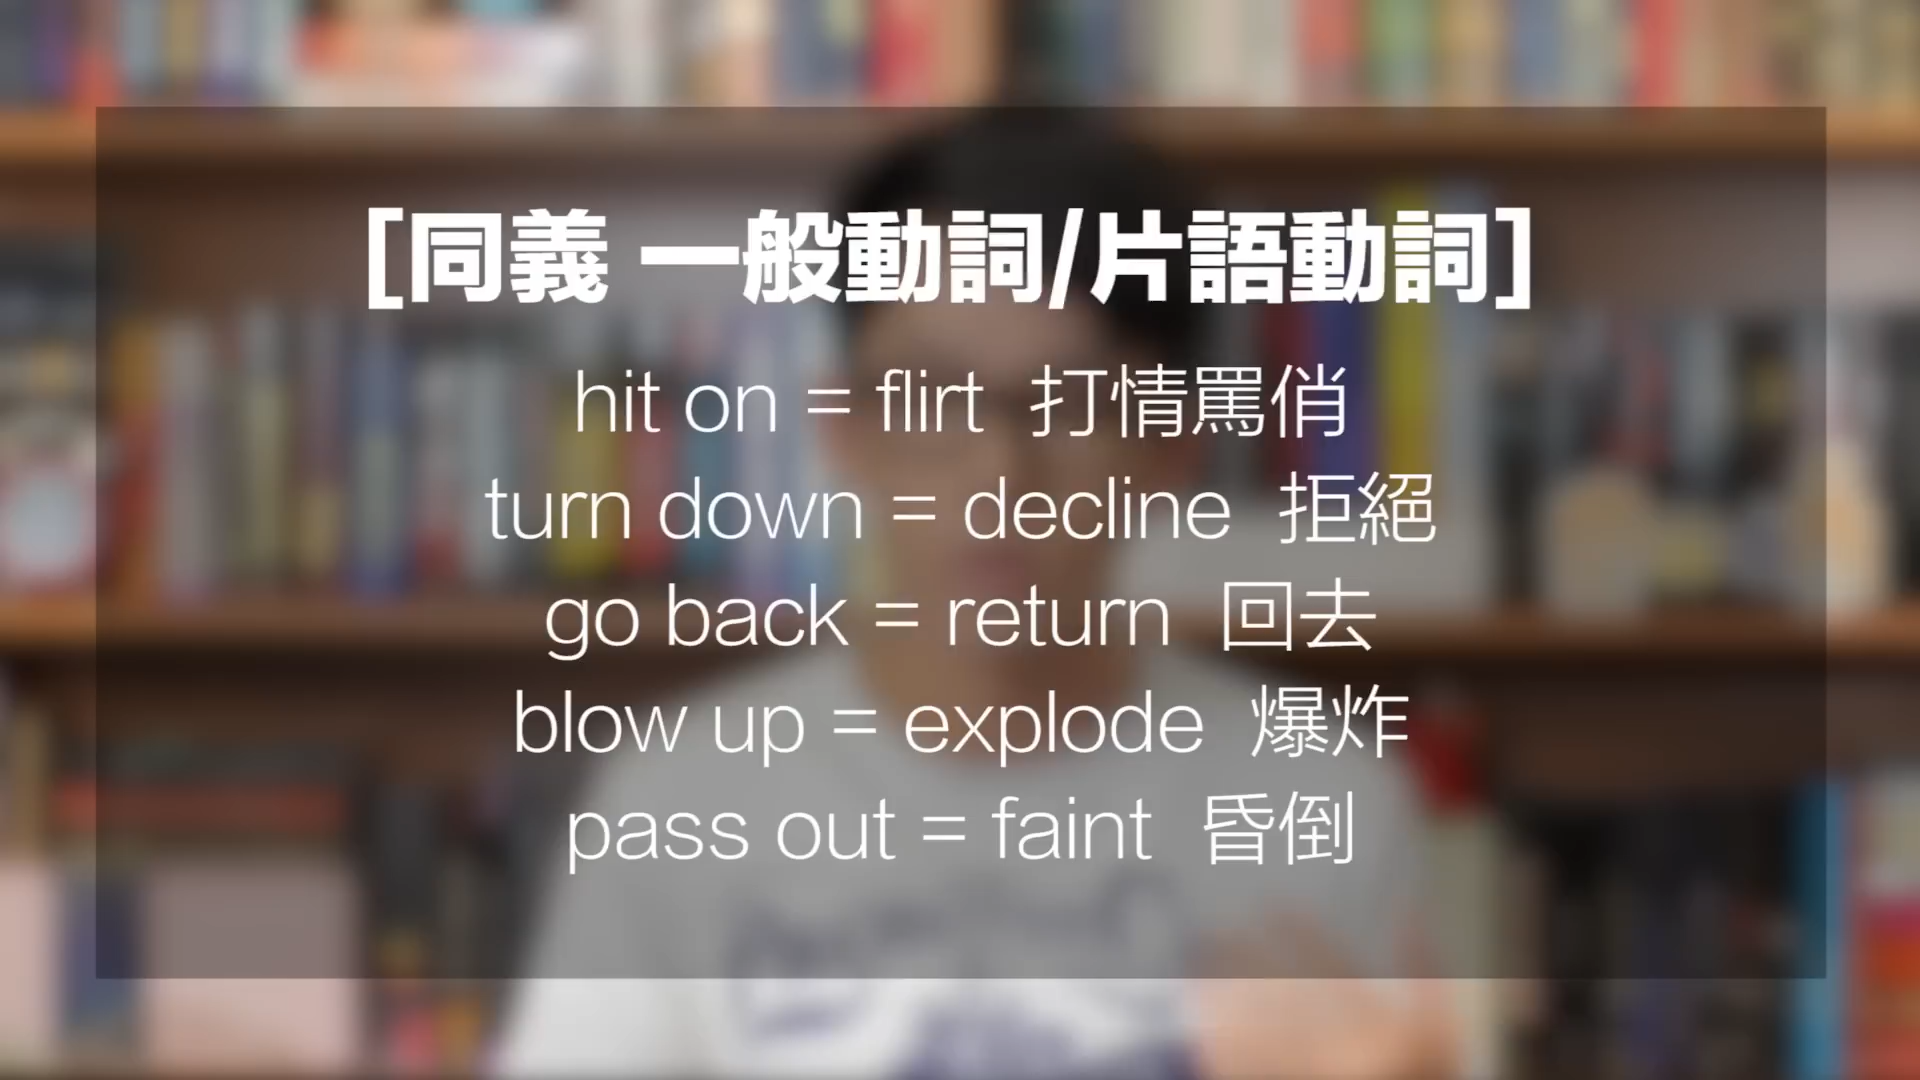 [同義 一般動詞/片語動詞]
hit on = flirt 打情罵俏
turn down = decline 拒絕
go back = return 回去
blow up = explode 爆炸
pass out = faint 昏倒